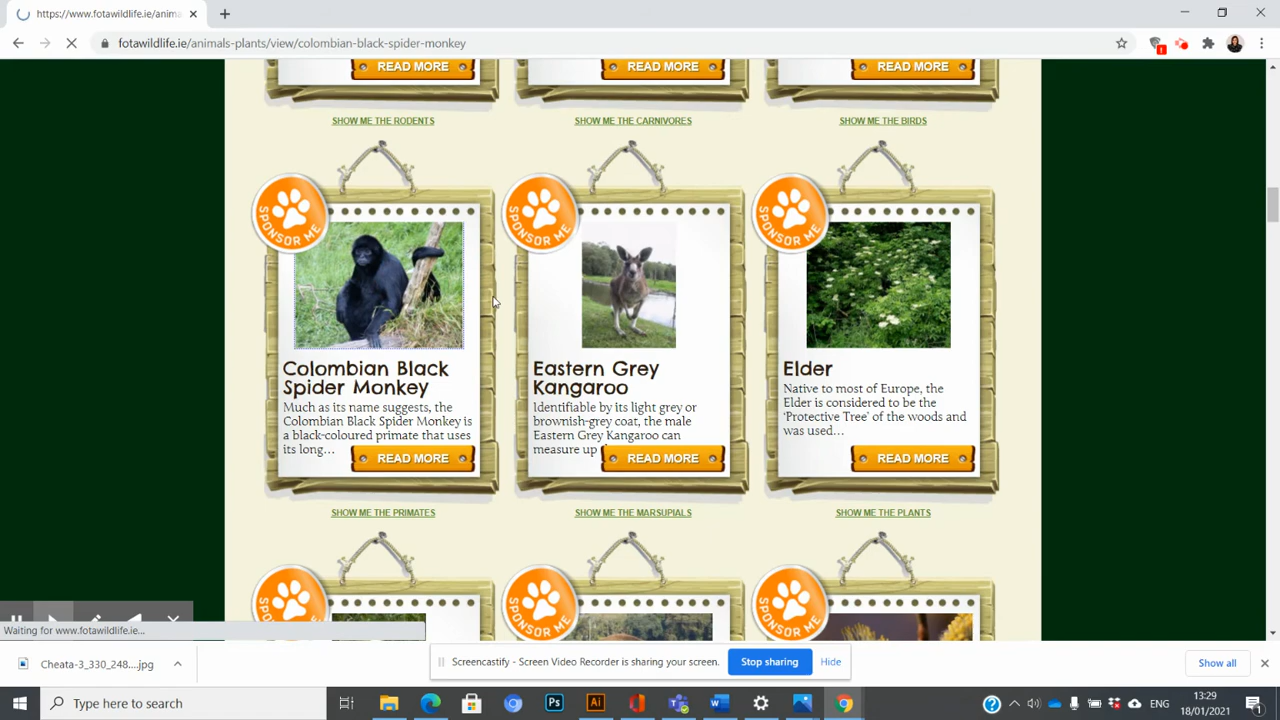 https://www.fotawildlife.ie/anima
fotawildlife.ie/animals-plants/view/colombian-black-spider-monkey
READ MORE
READ MORE
READ MORE
SHOW ME THE RODENTS
SHOW ME THE CARNIVORES
SHOW ME THE BIRDS
SPONSOR ME
SPONSOR ME
SPONSOR ME
Colombian Black
Spider Monkey
Much as its name suggests, the
Colombian Black Spider Monkey is
a black-coloured primate that uses
its long...
READ MORE
Eastern Grey
Kangaroo
Identifiable by its light grey or
brownish-grey coat, the male
Eastern Grey Kangaroo can
measure up
READ MORE
Elder
Native to most of Europe, the
Elder is considered to be the
‘Protective Tree’ of the woods and
was used...
READ MORE
SHOW ME THE PRIMATES
SHOW ME THE MARSUPIALS
SHOW ME THE PLANTS
SPONSOR ME
SPONSOR ME
Waiting for www.fotawildlife.ie...
Cheata-3_330_248....jpg
Screencastify - Screen Video Recorder is sharing your screen.
Stop sharing
Hide
Show all
Type here to search
Ps
Ai
ENG
13:29
18/01/2021